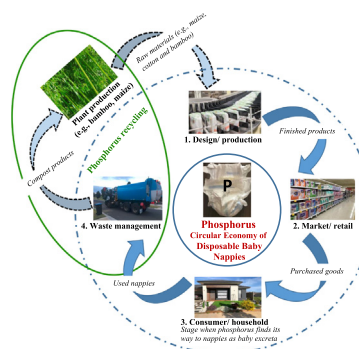 Raw materials (e.g., maize,
cotton and bamboo)
Plant production
(e.g., bamboo, maize)
Phosphorus recycling
Compost products
1. Design/ production
Finished products
P
Phosphorus
Circular Economy of
Disposable Baby
Nappies
4. Waste management
2. Market/ retail
Purchased goods
Used nappies
3. Consumer/ household
Stage when phosphorus finds its
way to nappies as baby excreta